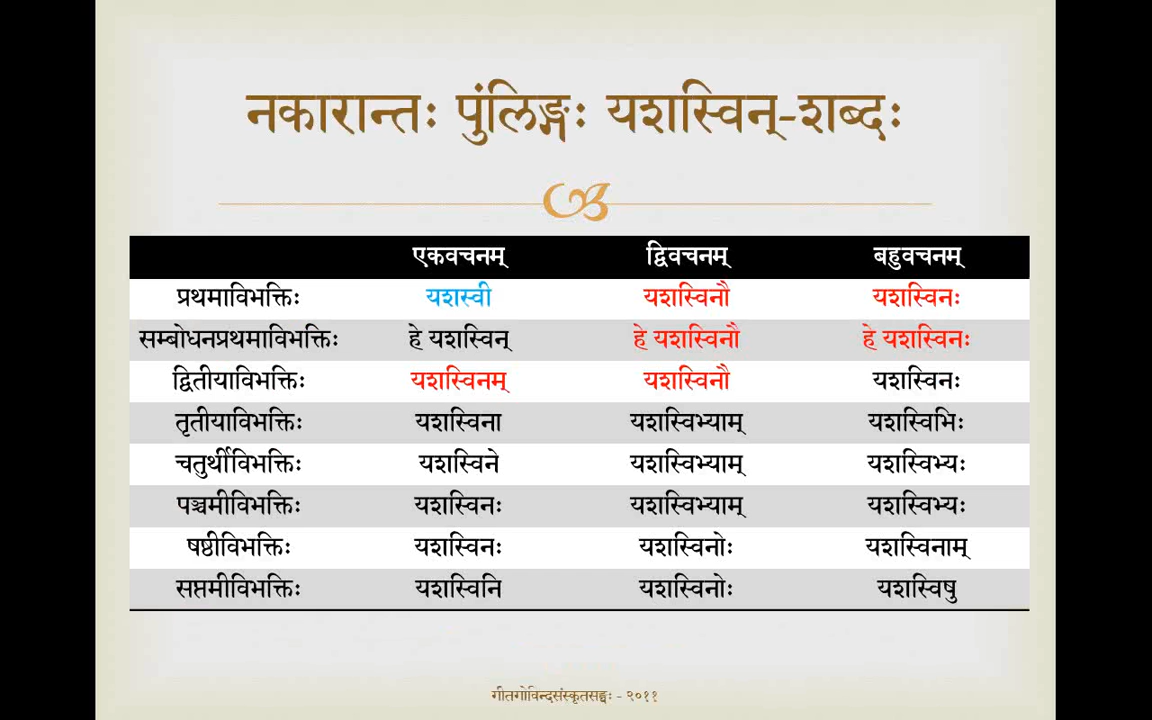 नकारान्तः पुंलिङ्गः यशस्विन्-शब्दः
एकवचनम् द्विवचनम् बहुवचनम्
प्रथमाविभक्तिः यशस्वी यशस्विनौ यशस्विनः
सम्बोधनप्रथमाविभक्तिः हे यशस्विन् हे यशस्विनौ हे यशस्विनः
द्वितीयाविभक्तिः यशस्विनम् यशस्विनौ यशस्विनः
तृतीयाविभक्तिः यशस्विना यशस्विभ्याम् यशस्विभिः
चतुर्थीविभक्तिः यशस्विने यशस्विभ्याम् यशस्विभ्यः
पञ्चमीविभक्तिः यशस्विनः यशस्विभ्याम् यशस्विभ्यः
षष्ठीविभक्तिः यशस्विनः यशस्विनोः यशस्विनाम्
सप्तमीविभक्तिः यशस्विनि यशस्विनोः यशस्विषु
गीतगोविन्दसंस्कृतसङ्घः - २०११